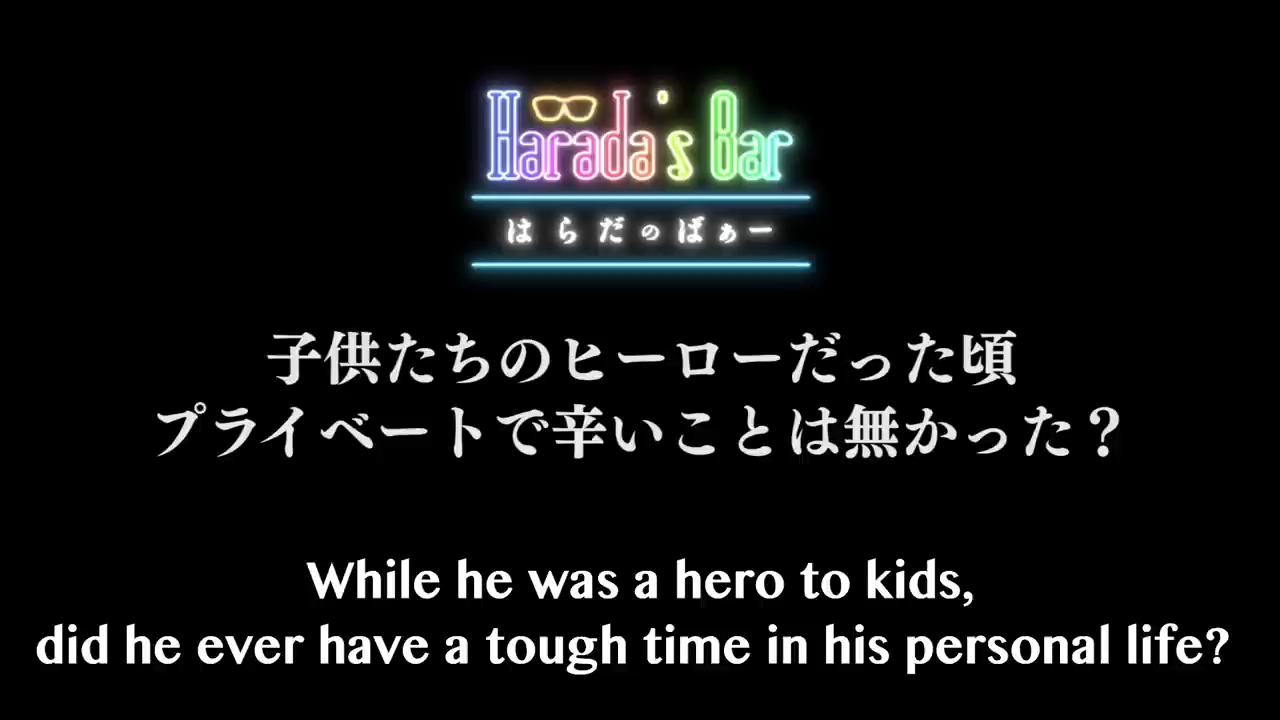 Harada's Bar
はらだのばぁー
子供たちのヒーローだった頃
プライベートで辛いことは無かった？
While he was a hero to kids,
did he ever have a tough time in his personal life?